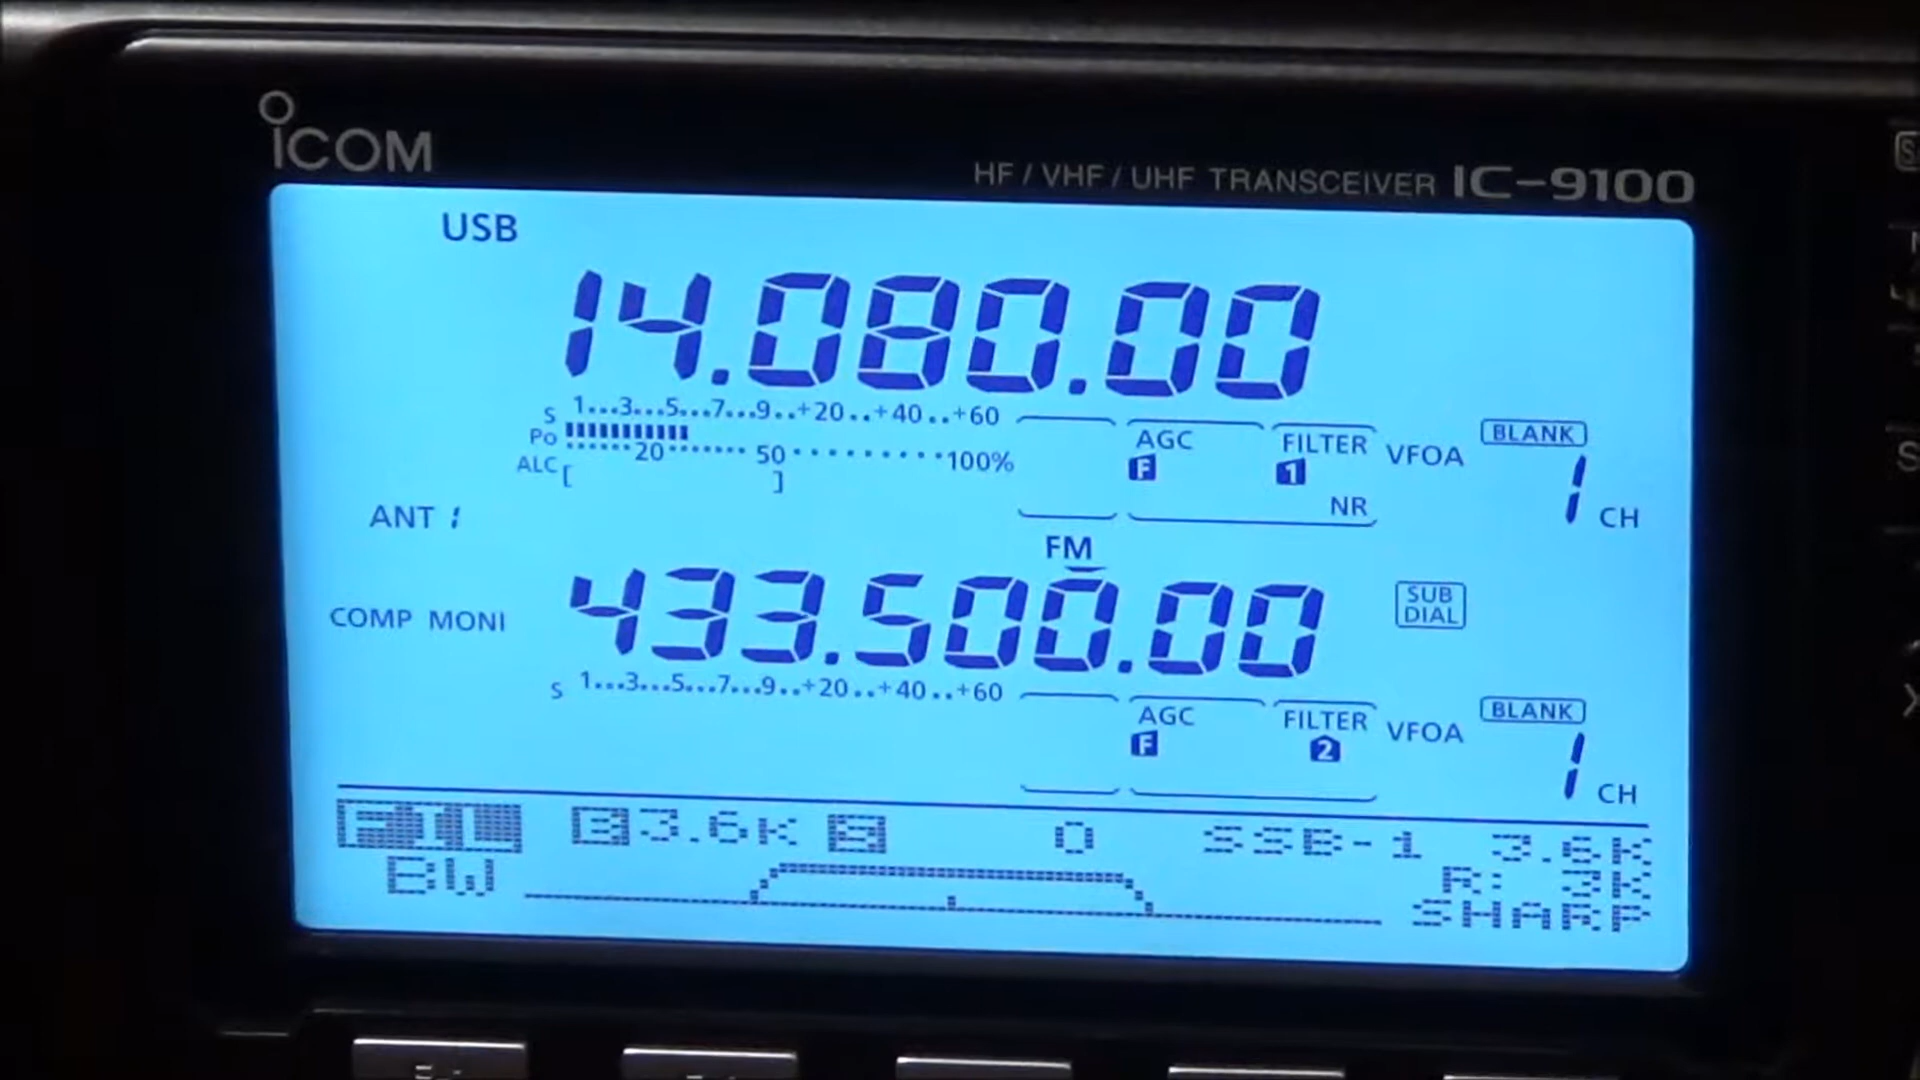 ICOM
HF / VHF / UHF TRANSCEIVER IC-9100
USB
14.080.00
S 1...3...5...7...9..+20..+40..+60
Po 20 50 100%
ALC [ ]
AGC FILTER VFOA BLANK
F 1 1 CH
NR
ANT 1
FM
433.500.00
SUB
DIAL
COMP MONI
S 1...3...5...7...9..+20..+40..+60
AGC FILTER VFOA BLANK
F 2 1 CH
FIL B 3.6K S 0 SSB-1 3.6K
BW R: 3K
SHARP